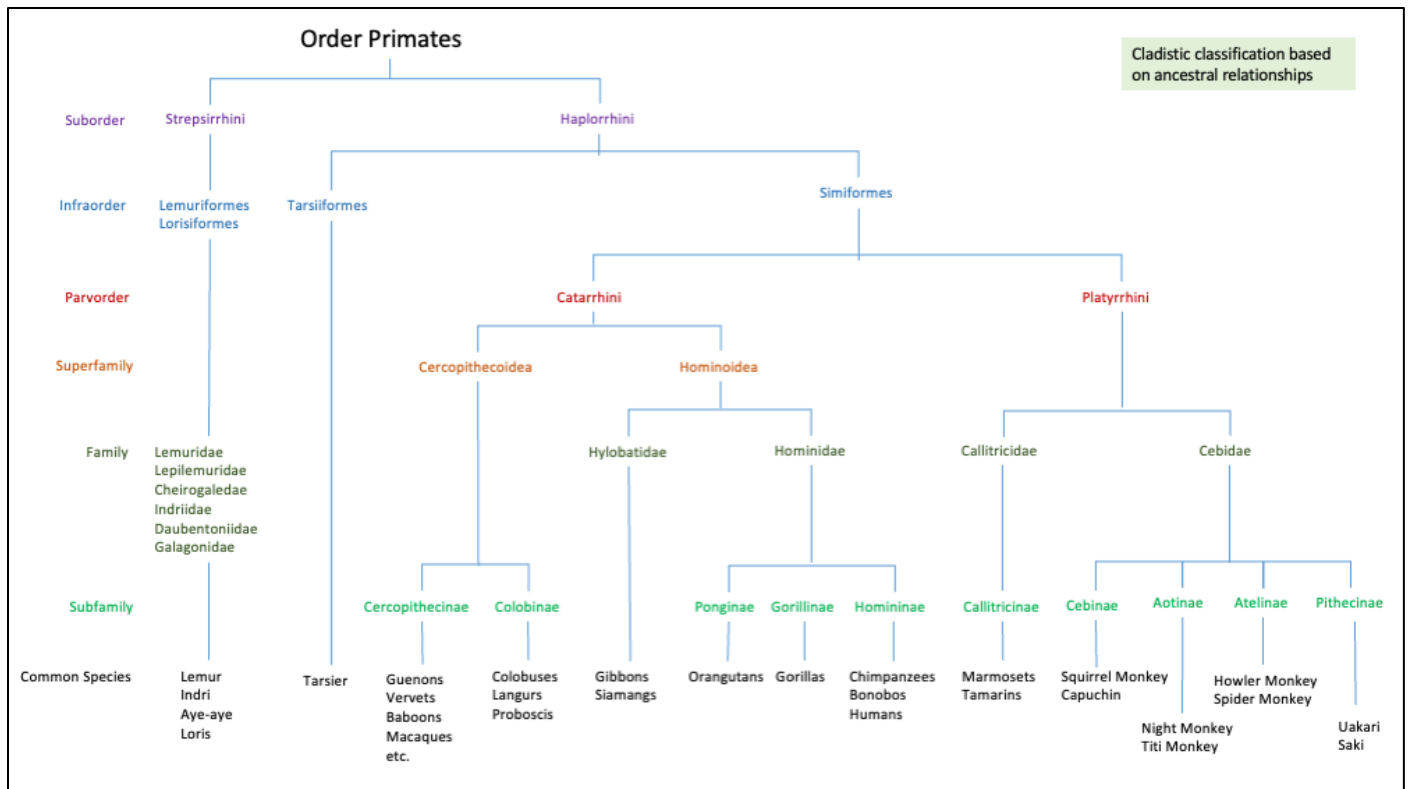 Order Primates
Cladistic classification based
on ancestral relationships
Suborder
Strepsirrhini
Haplorrhini
Infraorder
Lemuriformes
Lorisiformes
Tarsiiformes
Simiformes
Parvorder
Catarrhini
Platyrrhini
Superfamily
Cercopithecoidea
Hominoidea
Family
Lemuridae
Lepilemuridae
Cheirogaledae
Indriidae
Daubentoniidae
Galagonidae
Hylobatidae
Hominidae
Callitricidae
Cebidae
Subfamily
Cercopithecinae
Colobinae
Ponginae
Gorillinae
Homininae
Callitricinae
Cebinae
Aotinae
Atelinae
Pithecinae
Common Species
Lemur
Indri
Aye-aye
Loris
Tarsier
Guenons
Vervets
Baboons
Macaques
etc.
Colobuses
Langurs
Proboscis
Gibbons
Siamangs
Orangutans
Gorillas
Chimpanzees
Bonobos
Humans
Marmosets
Tamarins
Squirrel Monkey
Capuchin
Night Monkey
Titi Monkey
Howler Monkey
Spider Monkey
Uakari
Saki